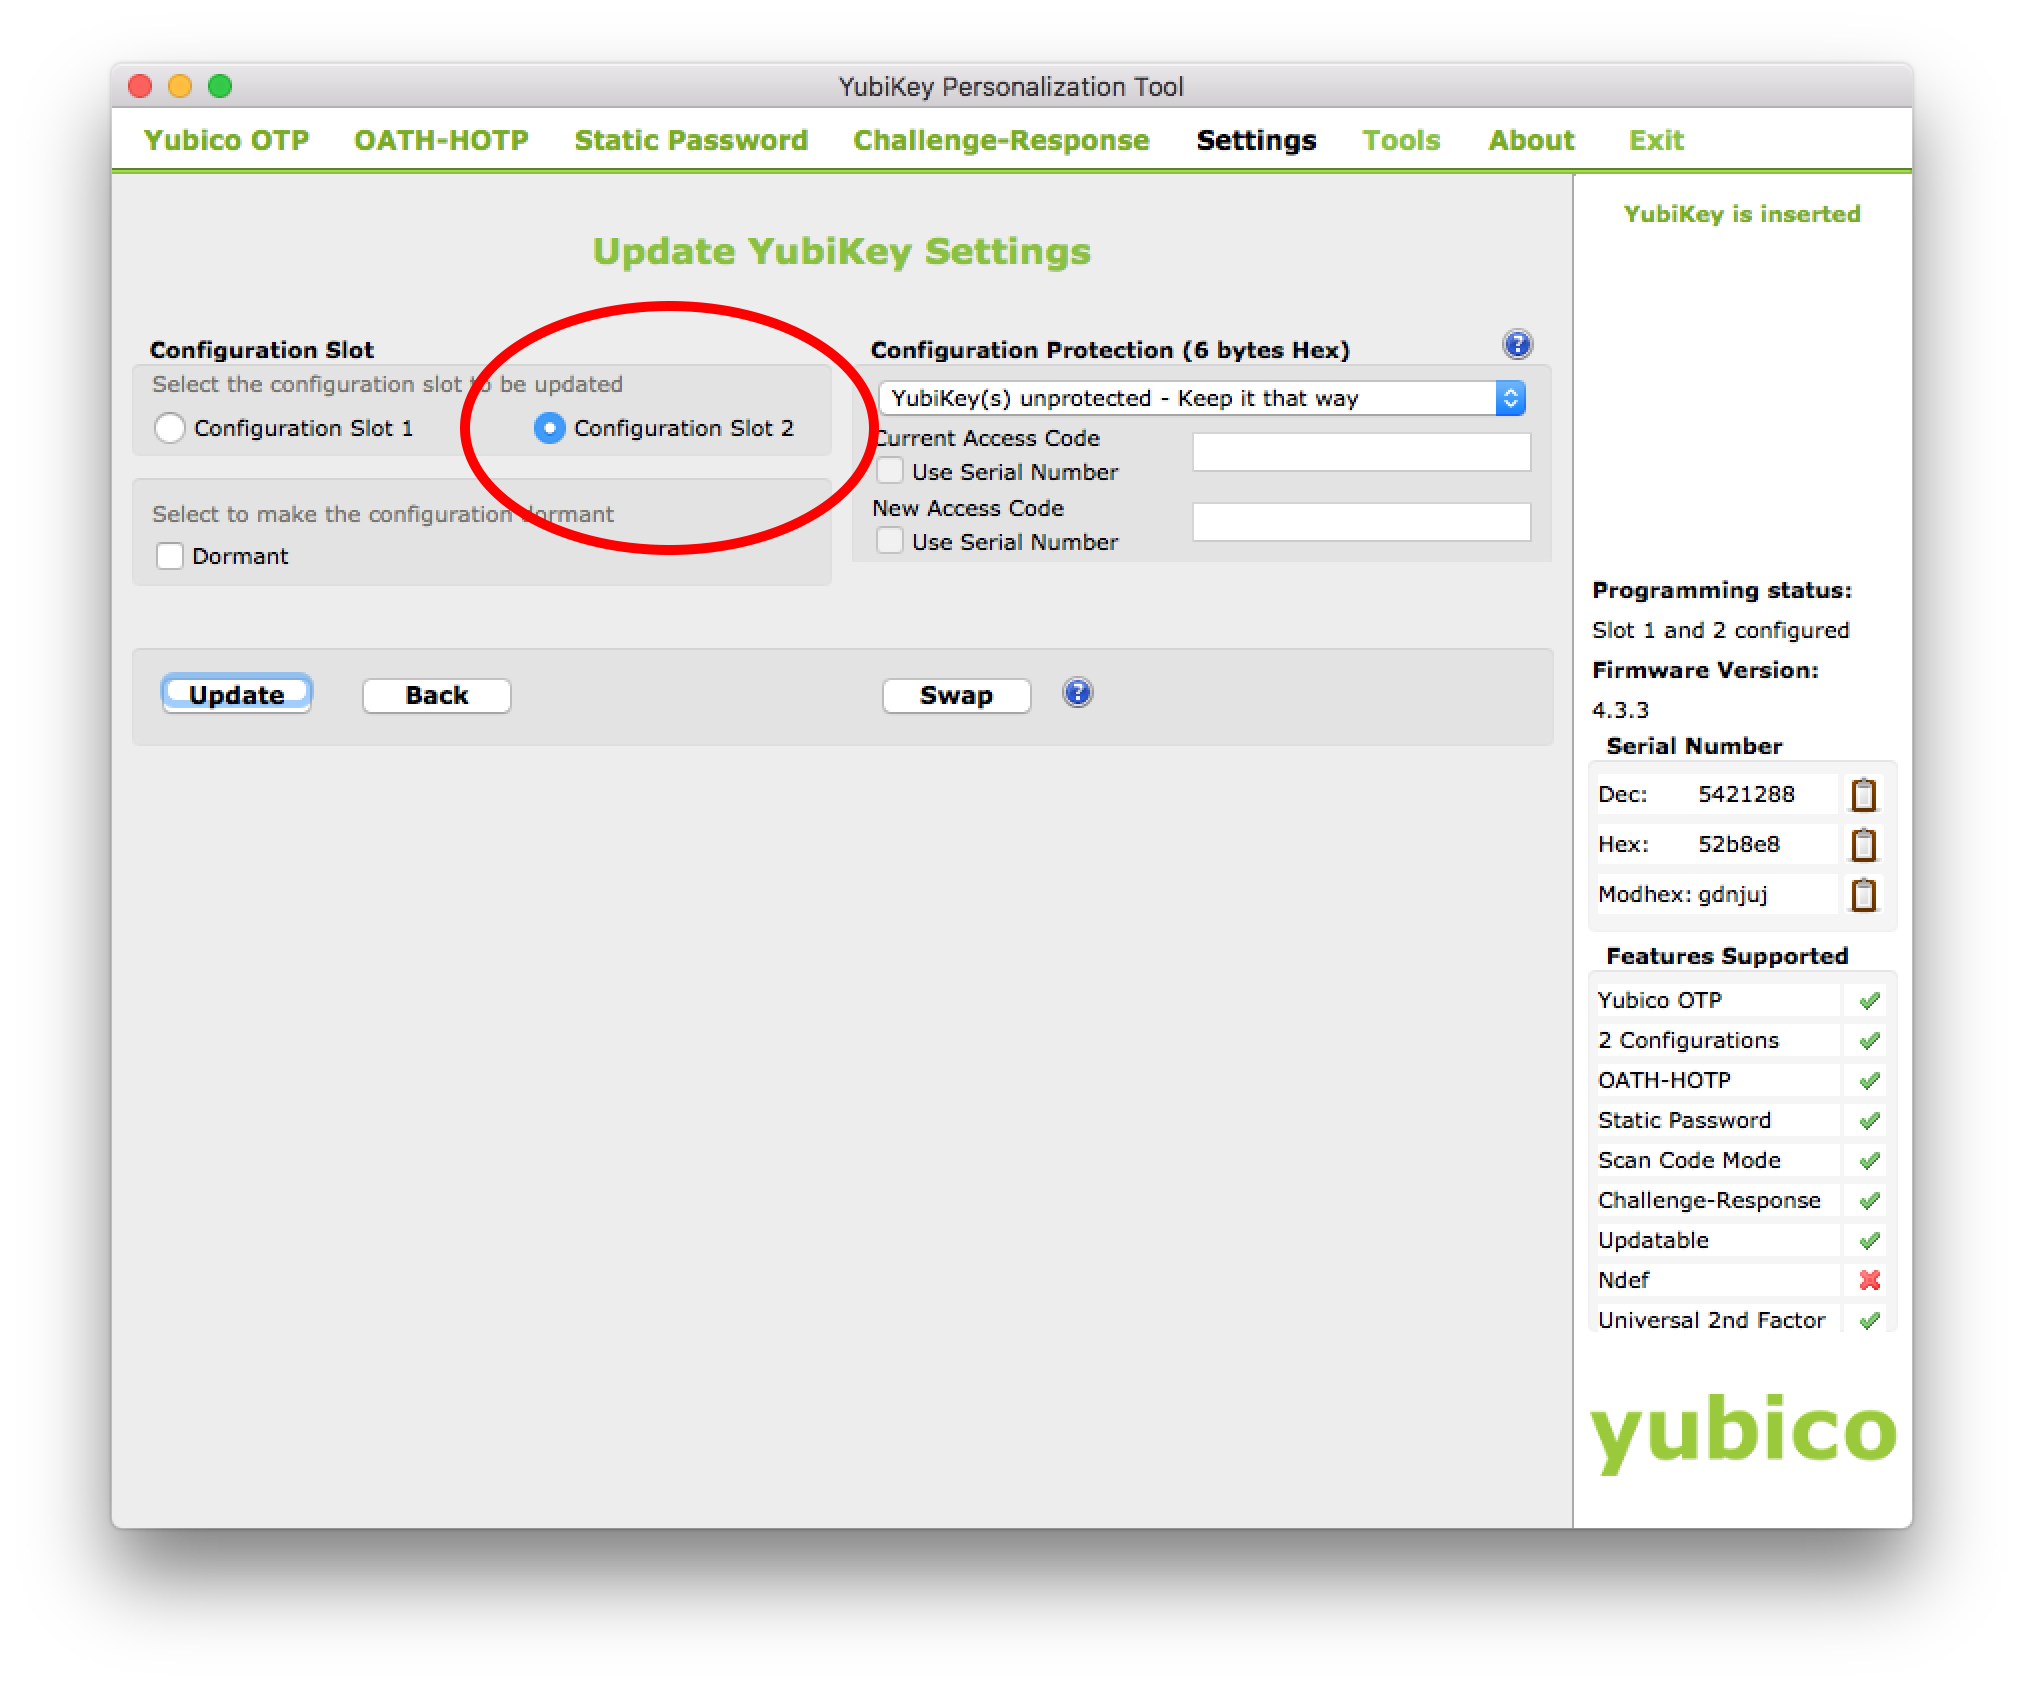 YubiKey Personalization Tool
Yubico OTP OATH-HOTP Static Password Challenge-Response Settings Tools About Exit
Update YubiKey Settings
Configuration Slot
Select the configuration slot to be updated
Configuration Slot 1 Configuration Slot 2
Select to make the configuration dormant
Dormant
Configuration Protection (6 bytes Hex) ?
YubiKey(s) unprotected - Keep it that way
Current Access Code
Use Serial Number
New Access Code
Use Serial Number
Update Back Swap ?
YubiKey is inserted
Programming status:
Slot 1 and 2 configured
Firmware Version:
4.3.3
Serial Number
Dec: 5421288
Hex: 52b8e8
Modhex: gdnjuj
Features Supported
Yubico OTP
2 Configurations
OATH-HOTP
Static Password
Scan Code Mode
Challenge-Response
Updatable
Ndef
Universal 2nd Factor
yubico